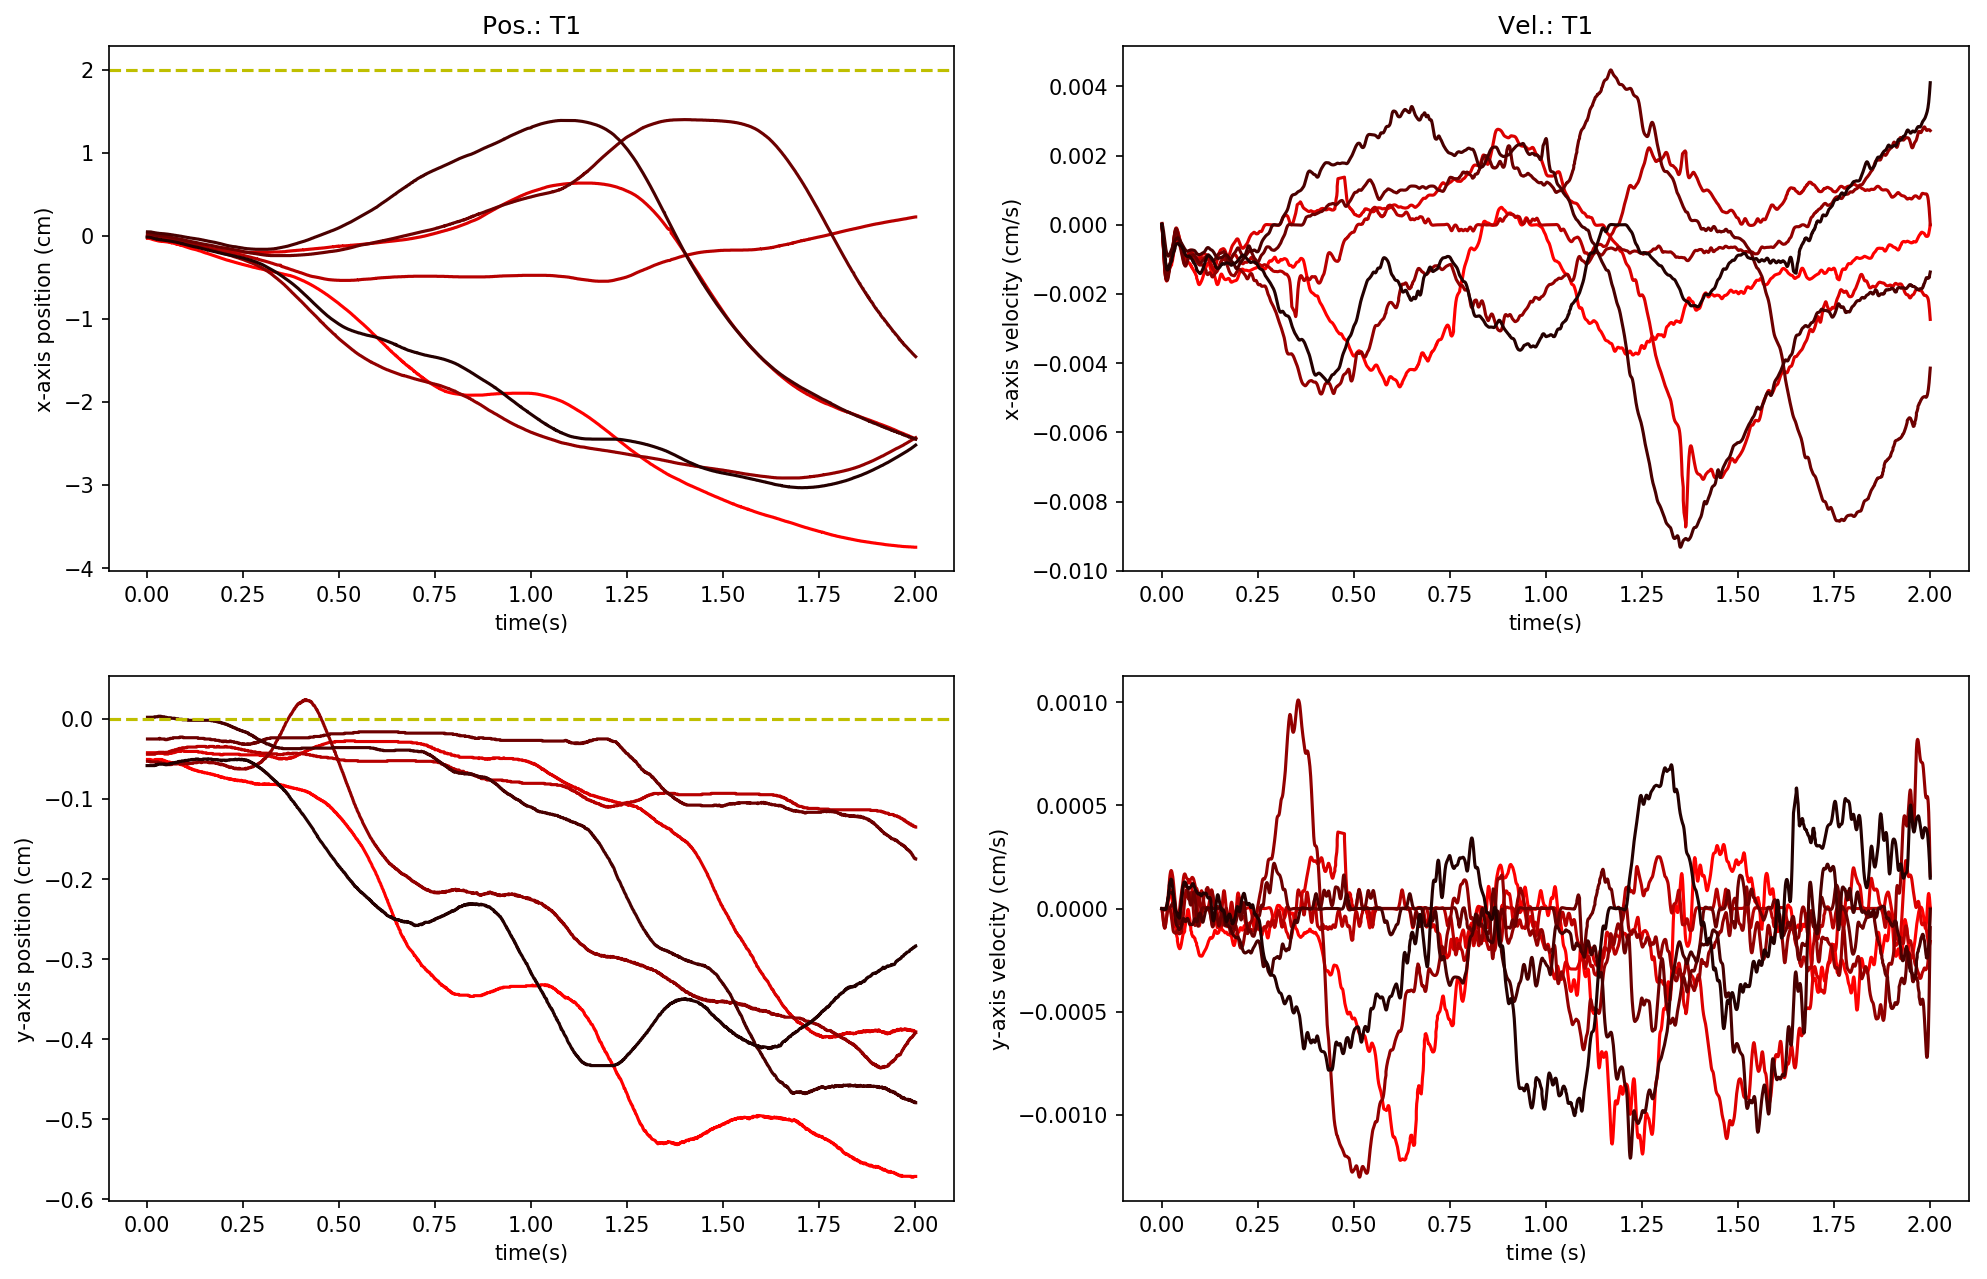 Pos.: T1
Vel.: T1
x-axis position (cm)
2
1
0
−1
−2
−3
−4
0.00 0.25 0.50 0.75 1.00 1.25 1.50 1.75 2.00
time(s)
x-axis velocity (cm/s)
0.004
0.002
0.000
−0.002
−0.004
−0.006
−0.008
−0.010
0.00 0.25 0.50 0.75 1.00 1.25 1.50 1.75 2.00
time(s)
y-axis position (cm)
0.0
−0.1
−0.2
−0.3
−0.4
−0.5
−0.6
0.00 0.25 0.50 0.75 1.00 1.25 1.50 1.75 2.00
time(s)
y-axis velocity (cm/s)
0.0010
0.0005
0.0000
−0.0005
−0.0010
0.00 0.25 0.50 0.75 1.00 1.25 1.50 1.75 2.00
time (s)